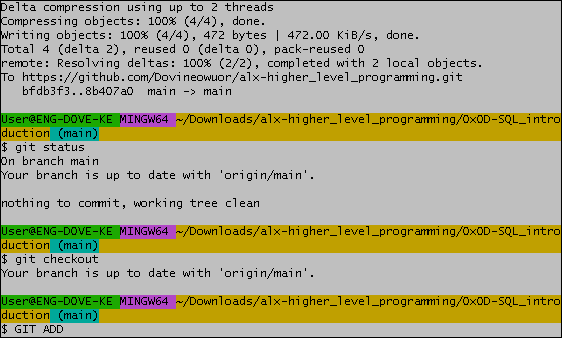 Delta compression using up to 2 threads
Compressing objects: 100% (4/4), done.
Writing objects: 100% (4/4), 472 bytes | 472.00 KiB/s, done.
Total 4 (delta 2), reused 0 (delta 0), pack-reused 0
remote: Resolving deltas: 100% (2/2), completed with 2 local objects.
To https://github.com/Dovineowuor/alx-higher_level_programming.git
   bfdb3f3..8b407a0  main -> main
User@ENG-DOVE-KE MINGW64 ~/Downloads/alx-higher_level_programming/0x0D-SQL_intro
duction (main)
$ git status
On branch main
Your branch is up to date with 'origin/main'.
nothing to commit, working tree clean
User@ENG-DOVE-KE MINGW64 ~/Downloads/alx-higher_level_programming/0x0D-SQL_intro
duction (main)
$ git checkout
Your branch is up to date with 'origin/main'.
User@ENG-DOVE-KE MINGW64 ~/Downloads/alx-higher_level_programming/0x0D-SQL_intro
duction (main)
$ GIT ADD